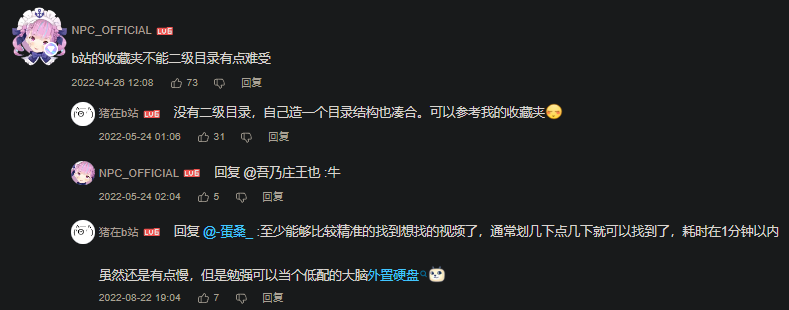 NPC_OFFICIAL LV6
b站的收藏夹不能二级目录有点难受
2022-04-26 12:08 73 回复
猪在b站 LV6 没有二级目录，自己造一个目录结构也凑合。可以参考我的收藏夹
2022-05-24 01:06 31 回复
NPC_OFFICIAL LV6 回复 @吾乃庄王也 :牛
2022-05-24 02:04 5 回复
猪在b站 LV6 回复 @-蛋桑_ :至少能够比较精准的找到想找的视频了，通常划几下点几下就可以找到了，耗时在1分钟以内
虽然还是有点慢，但是勉强可以当个低配的大脑外置硬盘
2022-08-22 19:04 7 回复